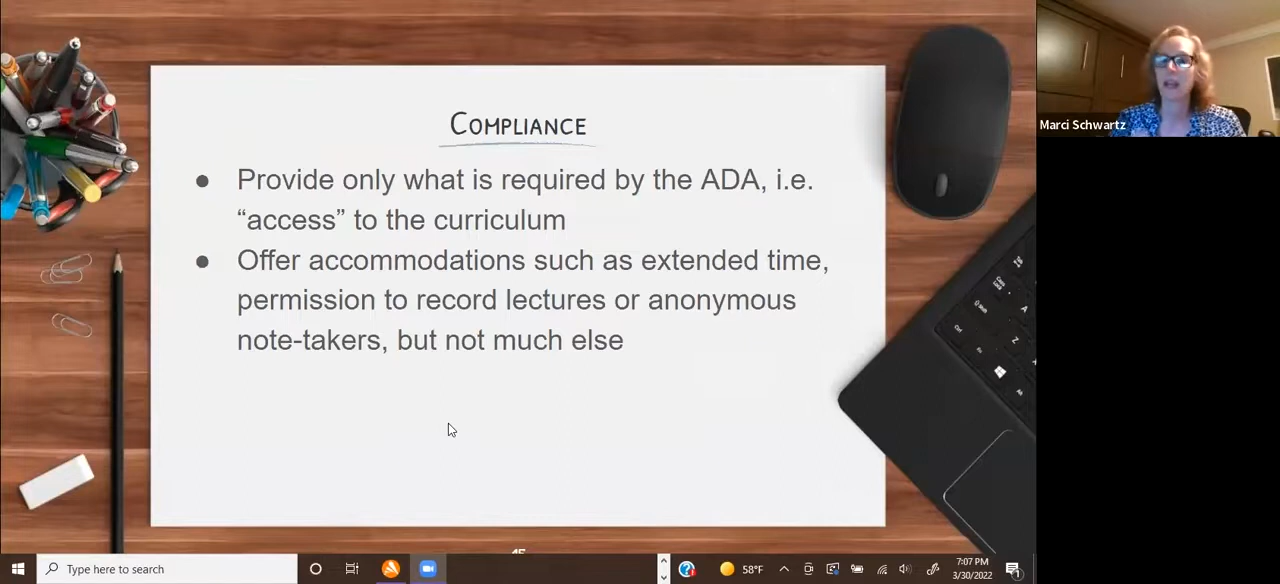 COMPLIANCE
● Provide only what is required by the ADA, i.e.
“access” to the curriculum
● Offer accommodations such as extended time,
permission to record lectures or anonymous
note-takers, but not much else
Marci Schwartz
Type here to search
58°F
7:07 PM
3/30/2022